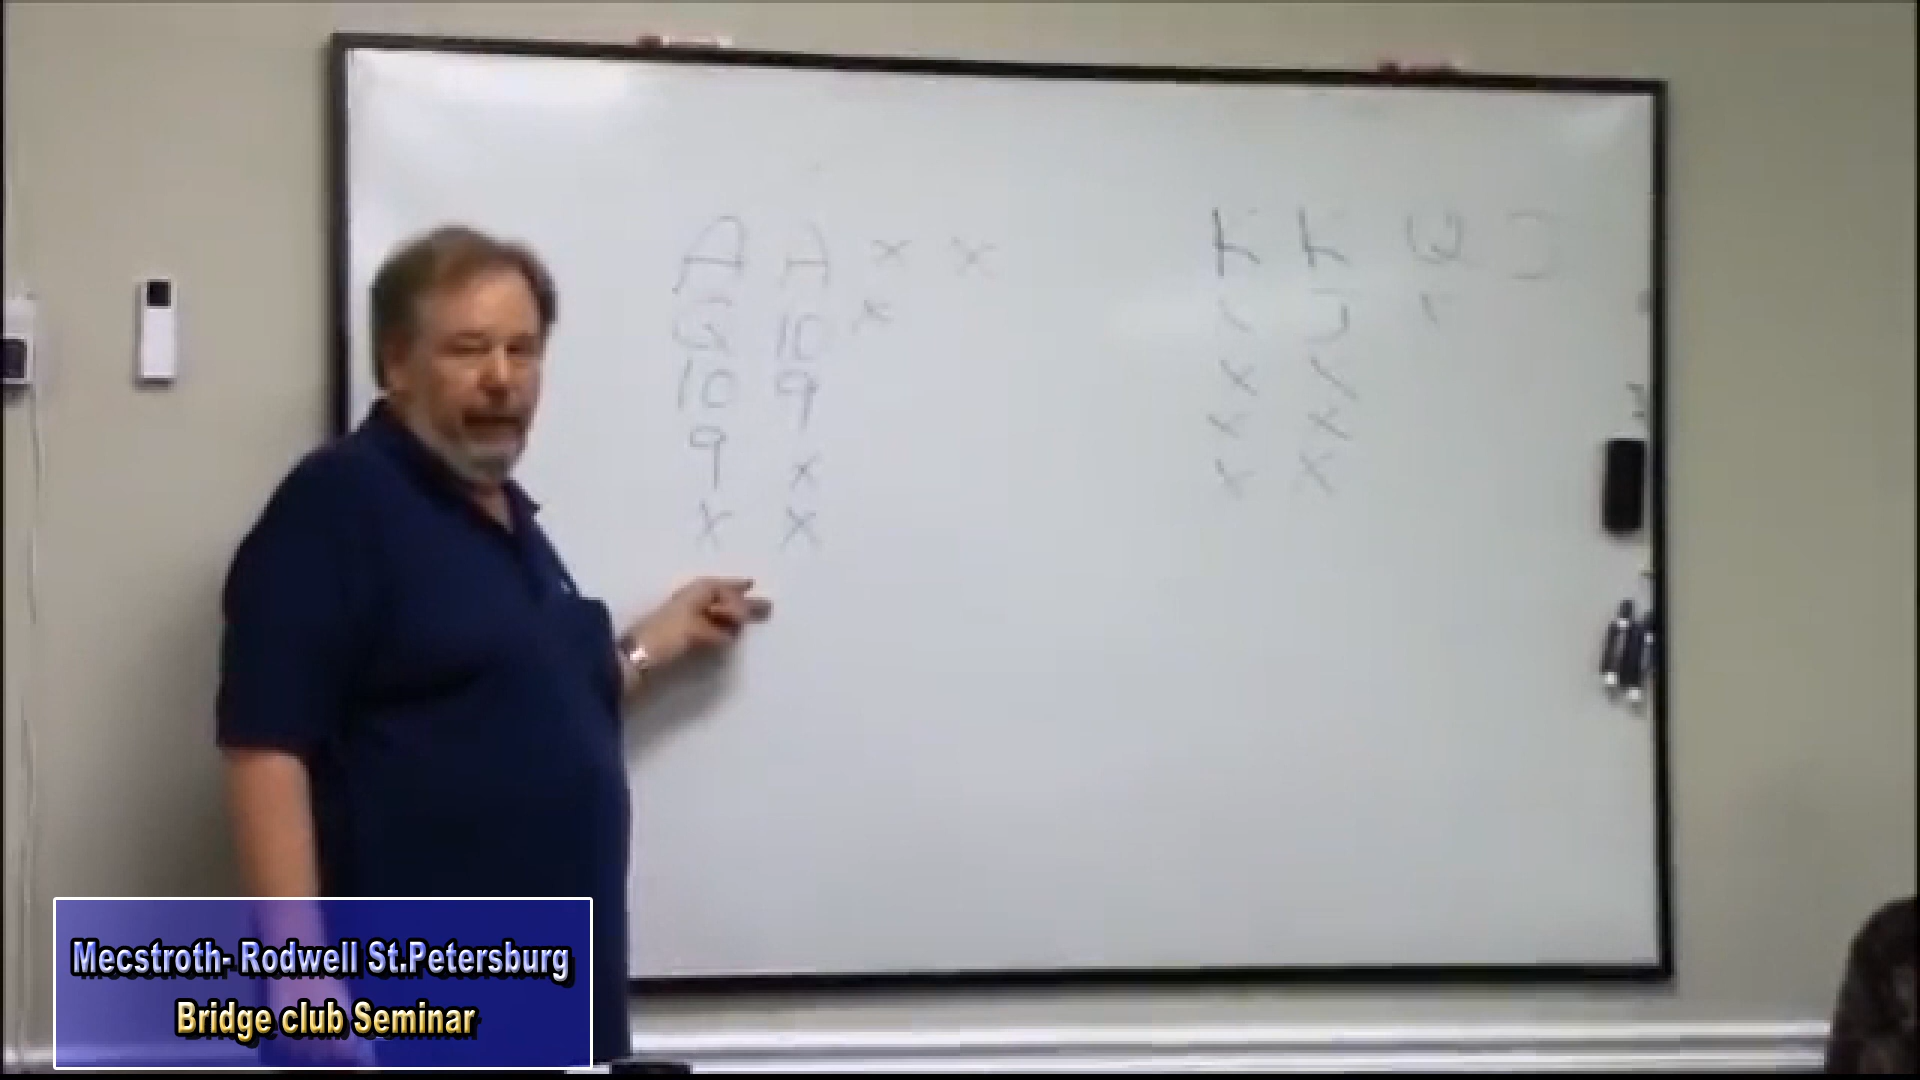 A A x x K K Q J
Q 10 x x J x
10 9 x x
9 x x x
x x x x
Mecstroth- Rodwell St.Petersburg
Bridge club Seminar